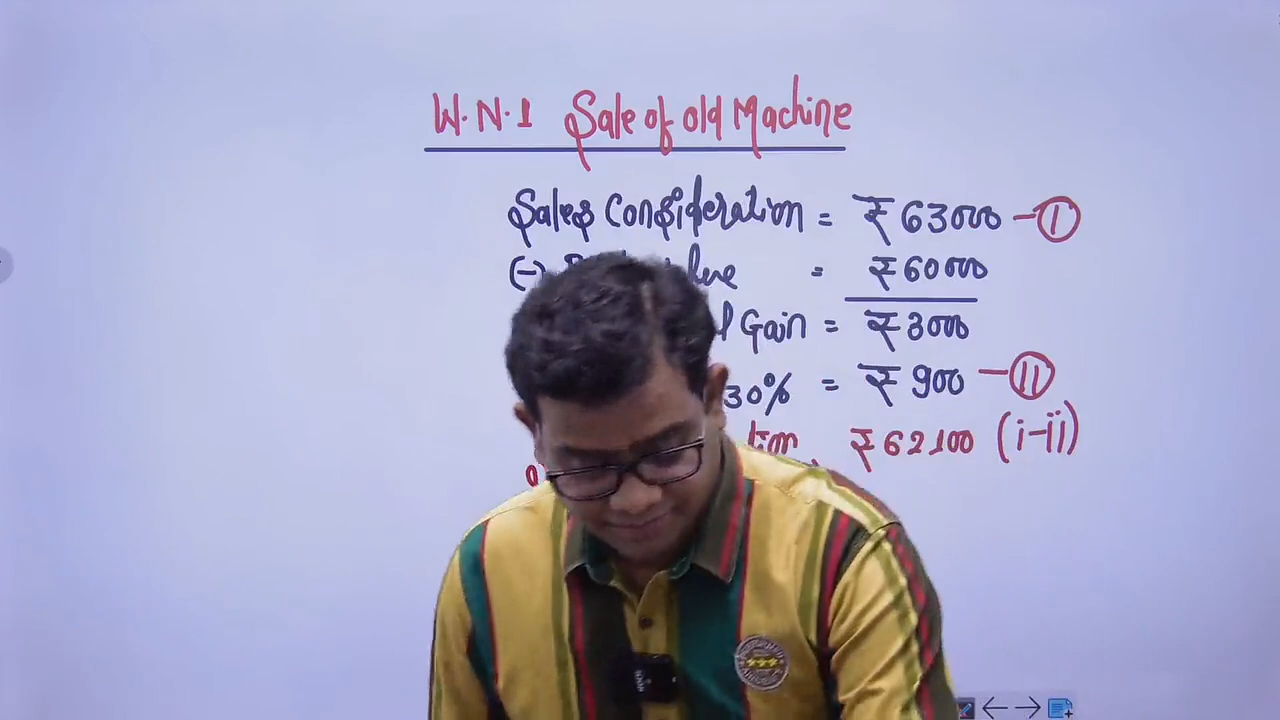 W.N.1 Sale of old Machine
Sales Consideration = ₹63000 - I
(-) = ₹60000
Gain = ₹3000
30% = ₹900 - II
₹62100 (i-ii)